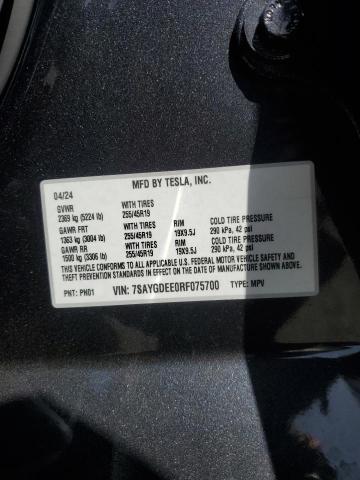 MFD BY TESLA, INC.
04/24
GVWR WITH TIRES
2369 kg (5224 lb) 255/45R19
GAWR FRT WITH TIRES RIM COLD TIRE PRESSURE
1363 kg (3004 lb) 255/45R19 19X9.5J 290 kPa, 42 psi
GAWR RR WITH TIRES RIM COLD TIRE PRESSURE
1500 kg (3306 lb) 255/45R19 19X9.5J 290 kPa, 42 psi
THIS VEHICLE CONFORMS TO ALL APPLICABLE
U.S. FEDERAL MOTOR VEHICLE SAFETY
AND THEFT PREVENTION STANDARDS IN EFFECT
ON THE DATE OF MANUFACTURE SHOWN ABOVE.
PNT: PN01 VIN: 7SAYGDEE0RF075700 TYPE: MPV